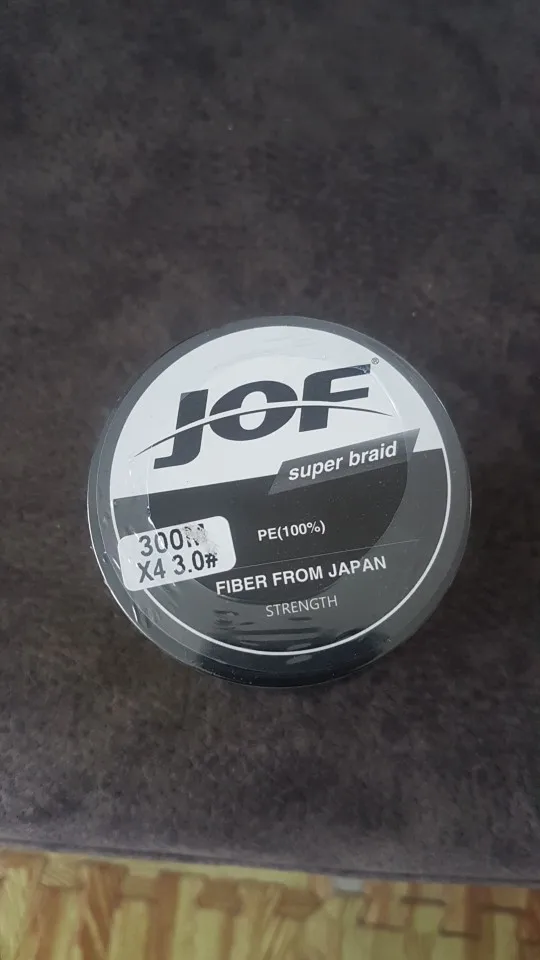 JOF®
super braid
PE(100%)
300M
X4 3.0#
FIBER FROM JAPAN
STRENGTH